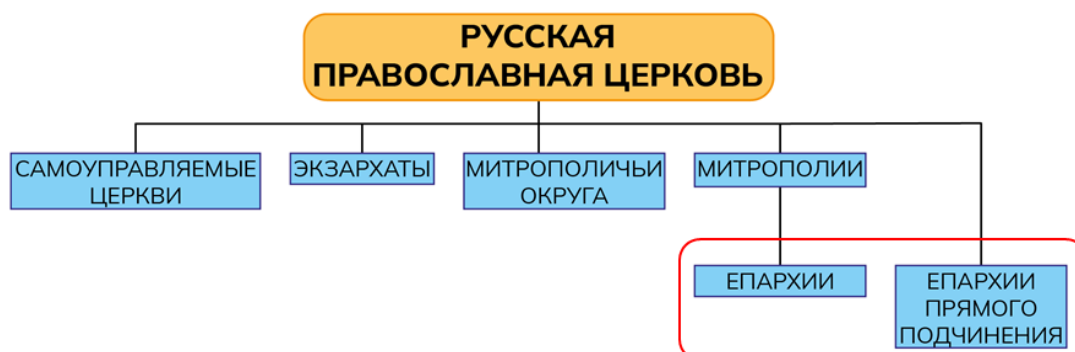 РУССКАЯ
ПРАВОСЛАВНАЯ ЦЕРКОВЬ
САМОУПРАВЛЯЕМЫЕ
ЦЕРКВИ
ЭКЗАРХАТЫ
МИТРОПОЛИЧЬИ
ОКРУГА
МИТРОПОЛИИ
ЕПАРХИИ
ЕПАРХИИ
ПРЯМОГО
ПОДЧИНЕНИЯ